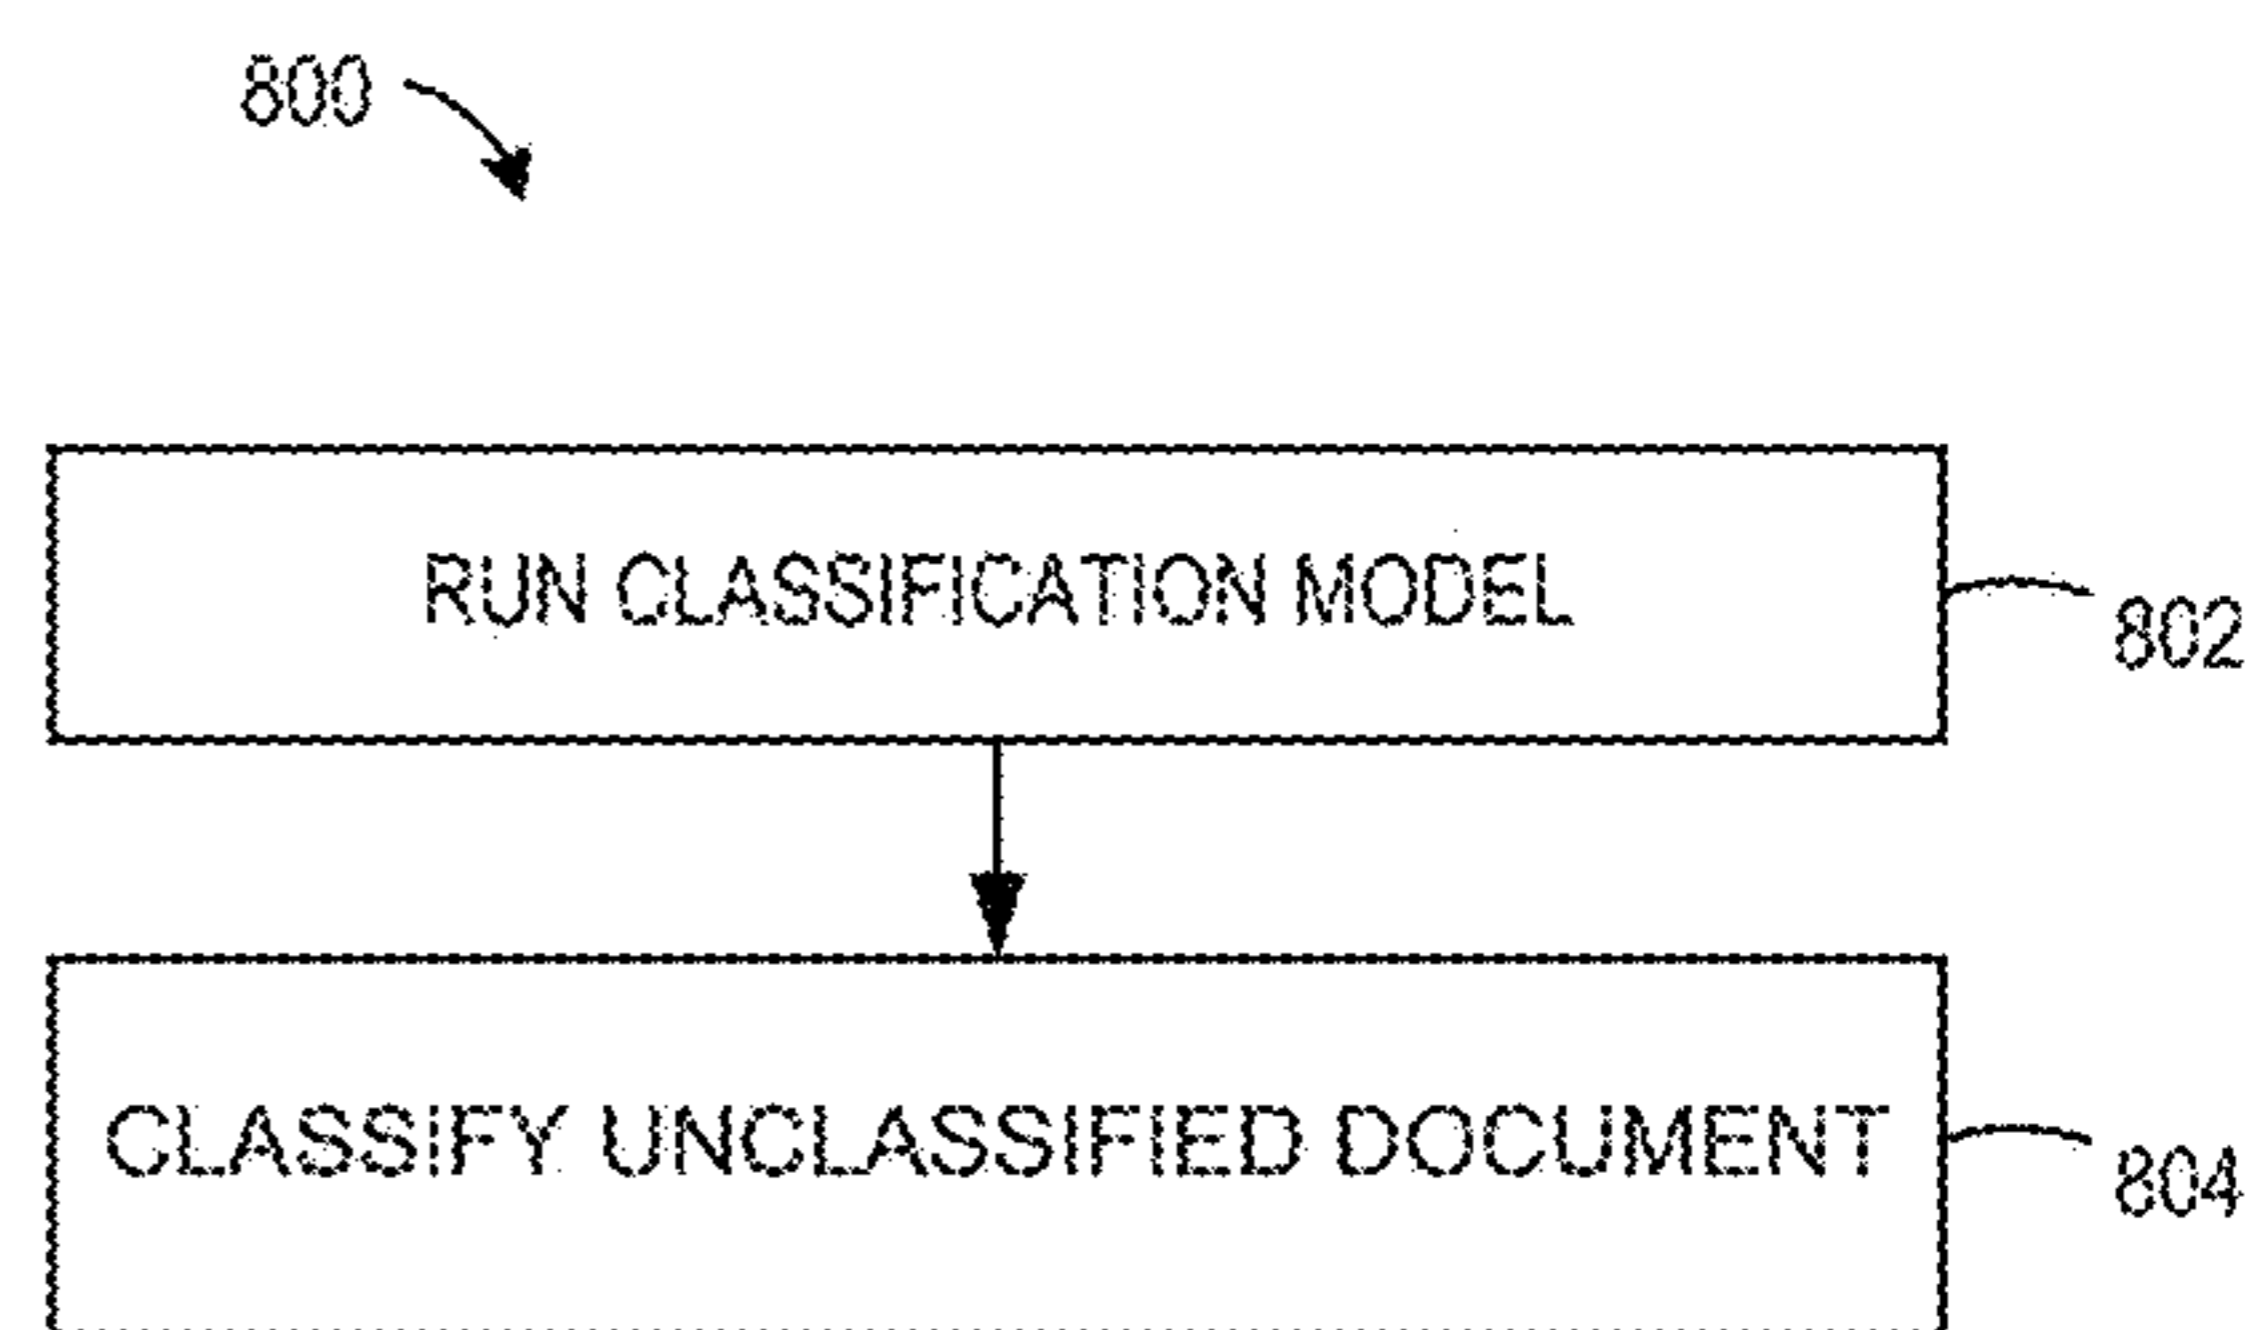 800
RUN CLASSIFICATION MODEL
802
CLASSIFY UNCLASSIFIED DOCUMENT
804